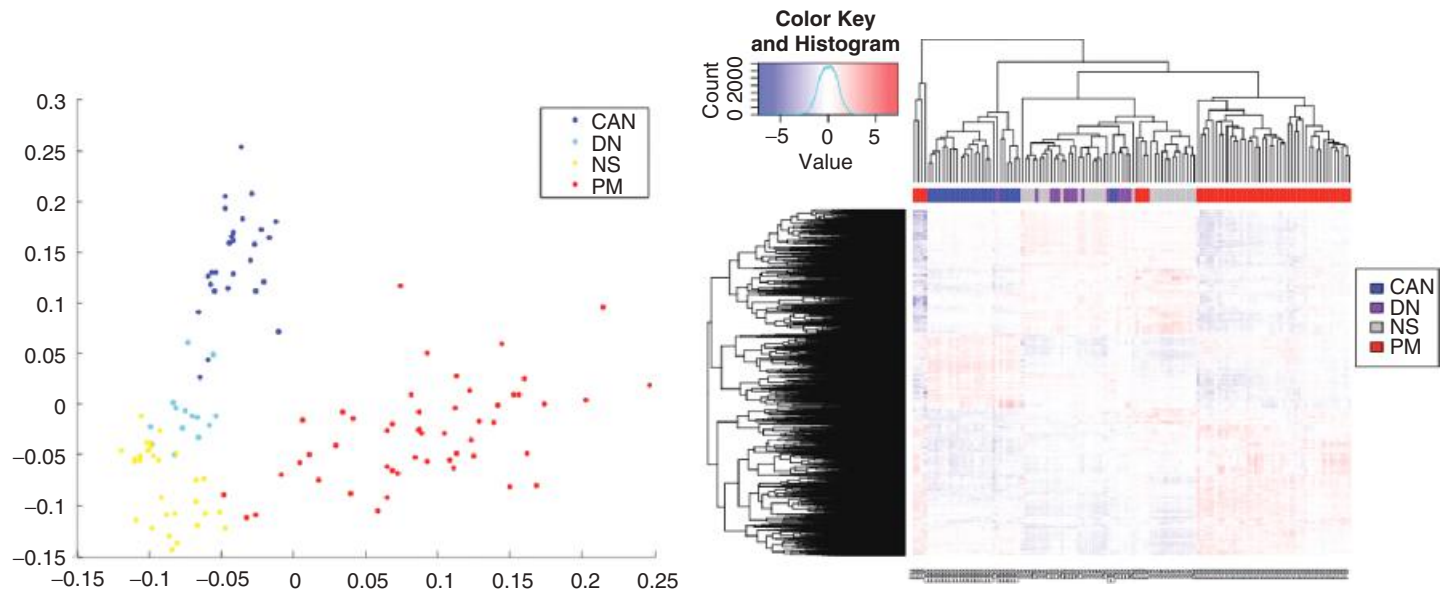 0.3
0.25
0.2
0.15
0.1
0.05
0
−0.05
−0.1
−0.15
−0.15 −0.1 −0.05 0 0.05 0.1 0.15 0.2 0.25
CAN
DN
NS
PM
Color Key
and Histogram
Count
0 2000
−5 0 5
Value
CAN
DN
NS
PM